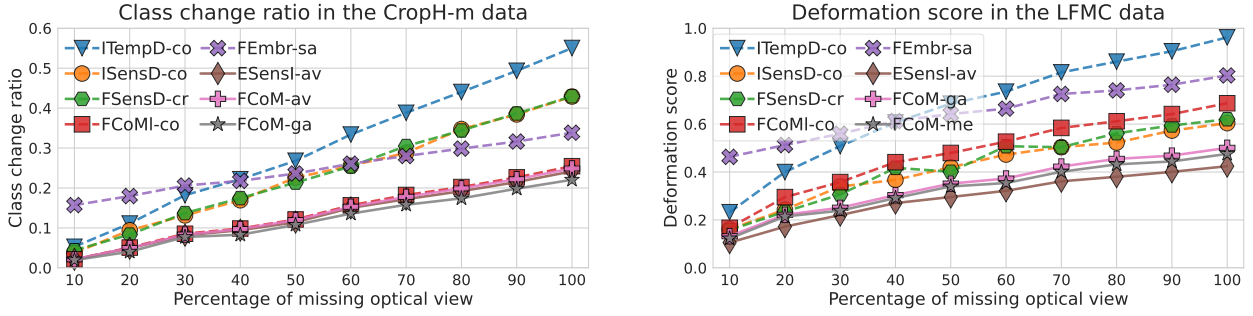 Class change ratio in the CropH-m data
Class change ratio
0.6
0.5
0.4
0.3
0.2
0.1
0.0
ITempD-co
ISensD-co
FSensD-cr
FCoMl-co
FEmbr-sa
ESensI-av
FCoM-av
FCoM-ga
10 20 30 40 50 60 70 80 90 100
Percentage of missing optical view
Deformation score in the LFMC data
Deformation score
1.0
0.8
0.6
0.4
0.2
0.0
ITempD-co
ISensD-co
FSensD-cr
FCoMl-co
FEmbr-sa
ESensI-av
FCoM-ga
FCoM-me
10 20 30 40 50 60 70 80 90 100
Percentage of missing optical view